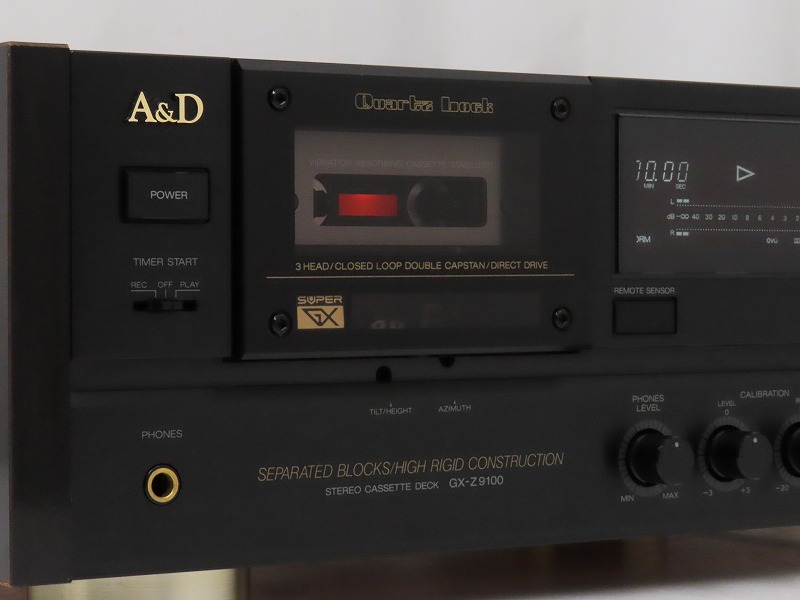 A&D
POWER
TIMER START
REC OFF PLAY
Quartz Lock
VIBRATION ABSORBING CASSETTE STABILIZER
3 HEAD/CLOSED LOOP DOUBLE CAPSTAN/DIRECT DRIVE
SUPER
GX
10.00
MIN SEC
L
dB -∞ 40 30 20 10 8 6 4 2
R
0VU
REMOTE SENSOR
TILT/HEIGHT AZIMUTH
PHONES
SEPARATED BLOCKS/HIGH RIGID CONSTRUCTION
STEREO CASSETTE DECK GX-Z9100
PHONES
LEVEL
MIN MAX
CALIBRATION
LEVEL
0
-3 +3
-20